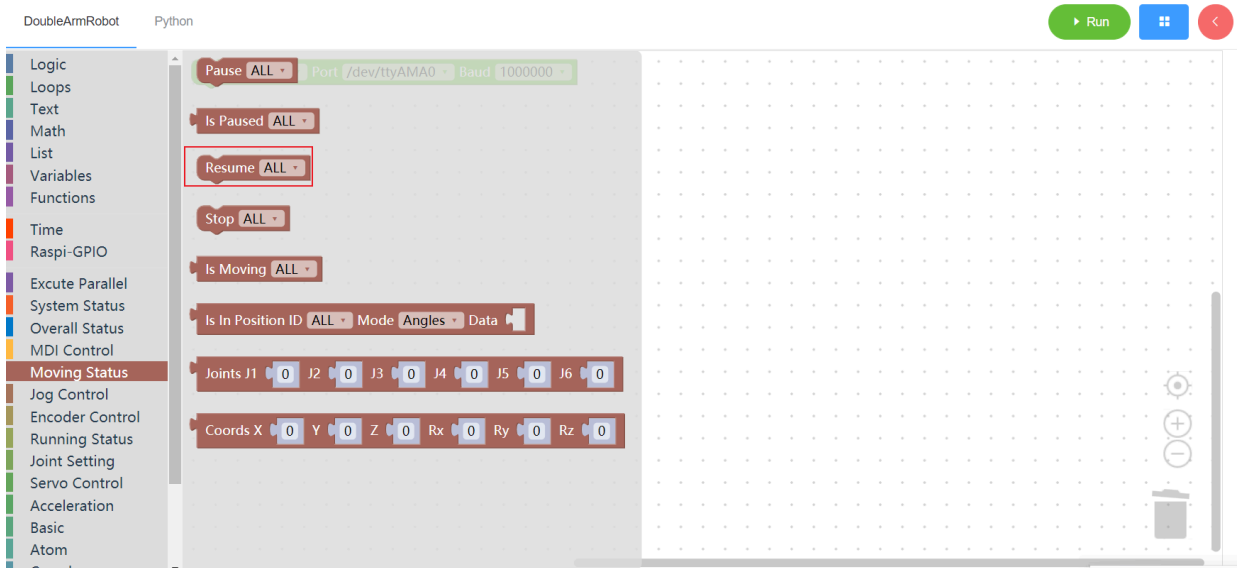 DoubleArmRobot Python Run
Logic
Loops
Text
Math
List
Variables
Functions
Time
Raspi-GPIO
Excute Parallel
System Status
Overall Status
MDI Control
Moving Status
Jog Control
Encoder Control
Running Status
Joint Setting
Servo Control
Acceleration
Basic
Atom
Pause ALL Port /dev/ttyAMA0 Baud 1000000
Is Paused ALL
Resume ALL
Stop ALL
Is Moving ALL
Is In Position ID ALL Mode Angles Data
Joints J1 0 J2 0 J3 0 J4 0 J5 0 J6 0
Coords X 0 Y 0 Z 0 Rx 0 Ry 0 Rz 0